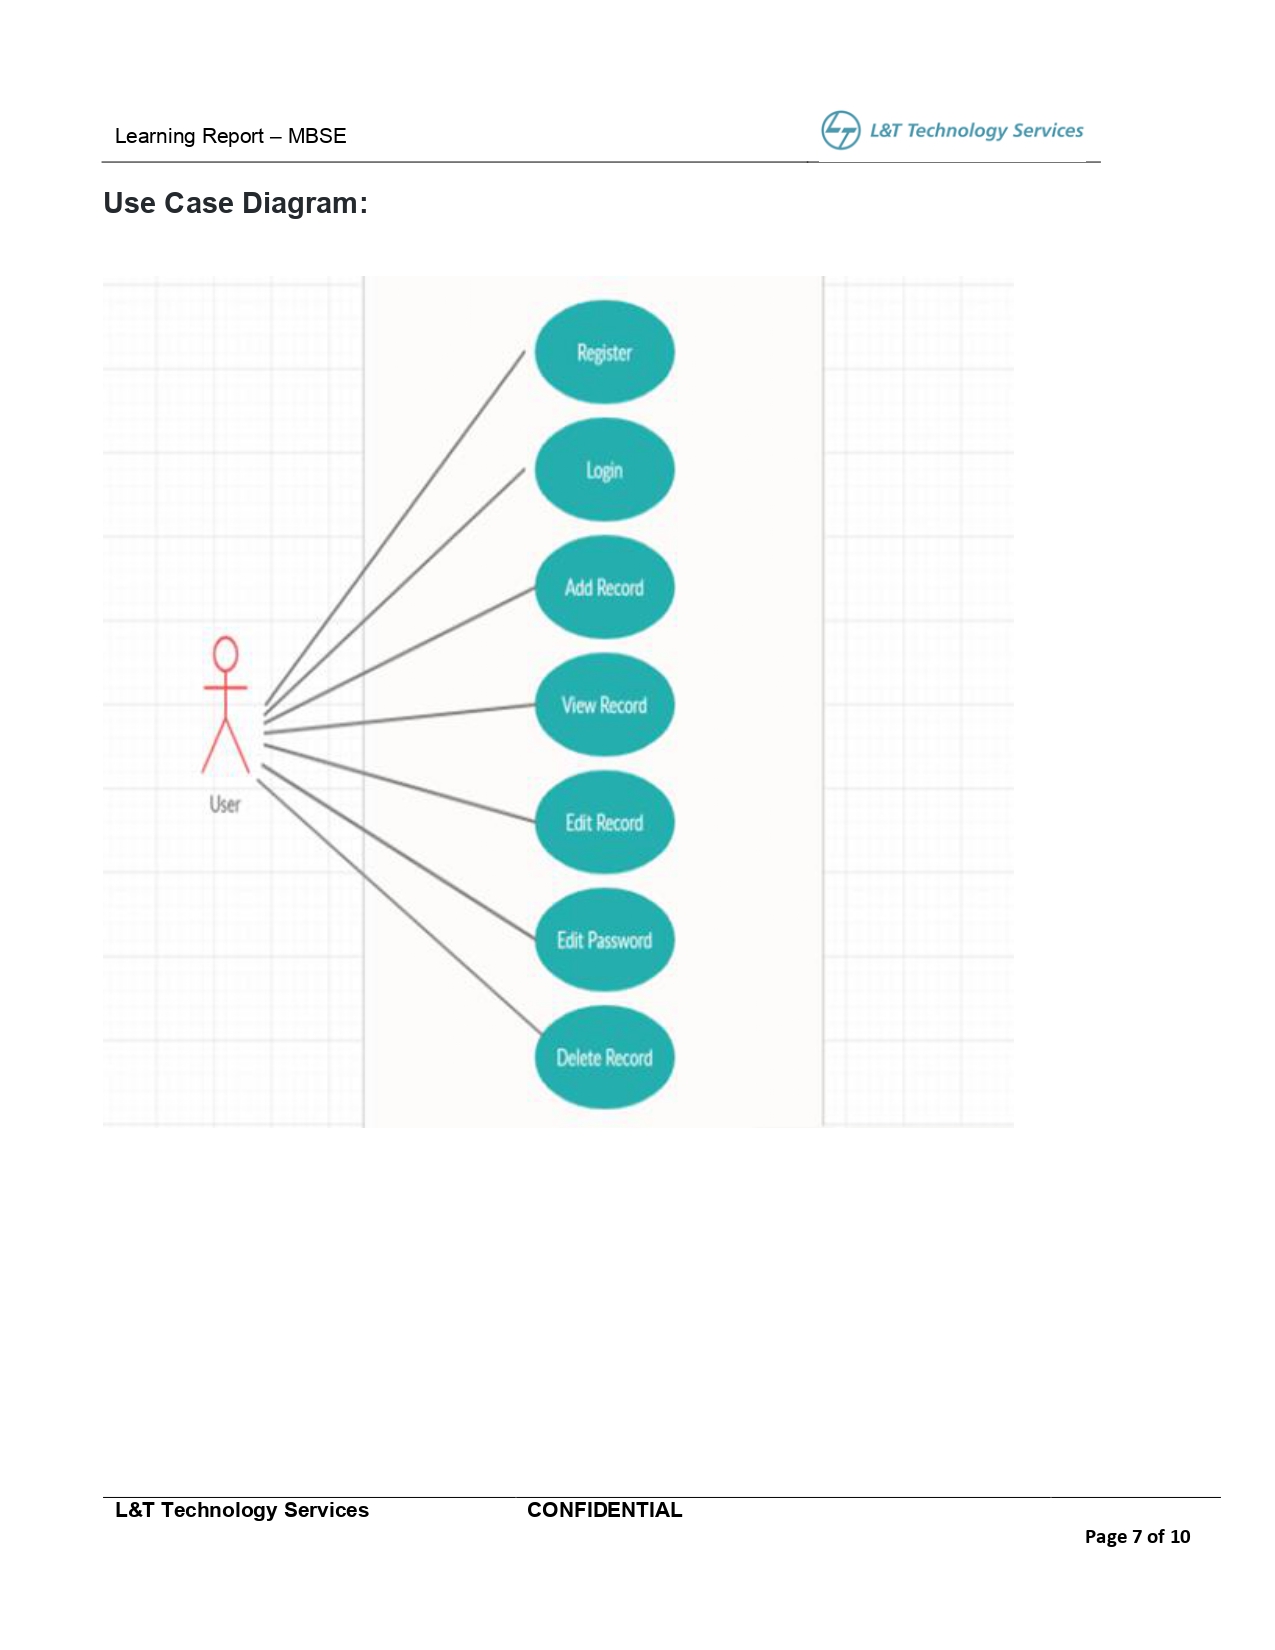 Learning Report – MBSE
L&T Technology Services
Use Case Diagram:
Register
Login
Add Record
View Record
Edit Record
Edit Password
Delete Record
User
L&T Technology Services CONFIDENTIAL
Page 7 of 10